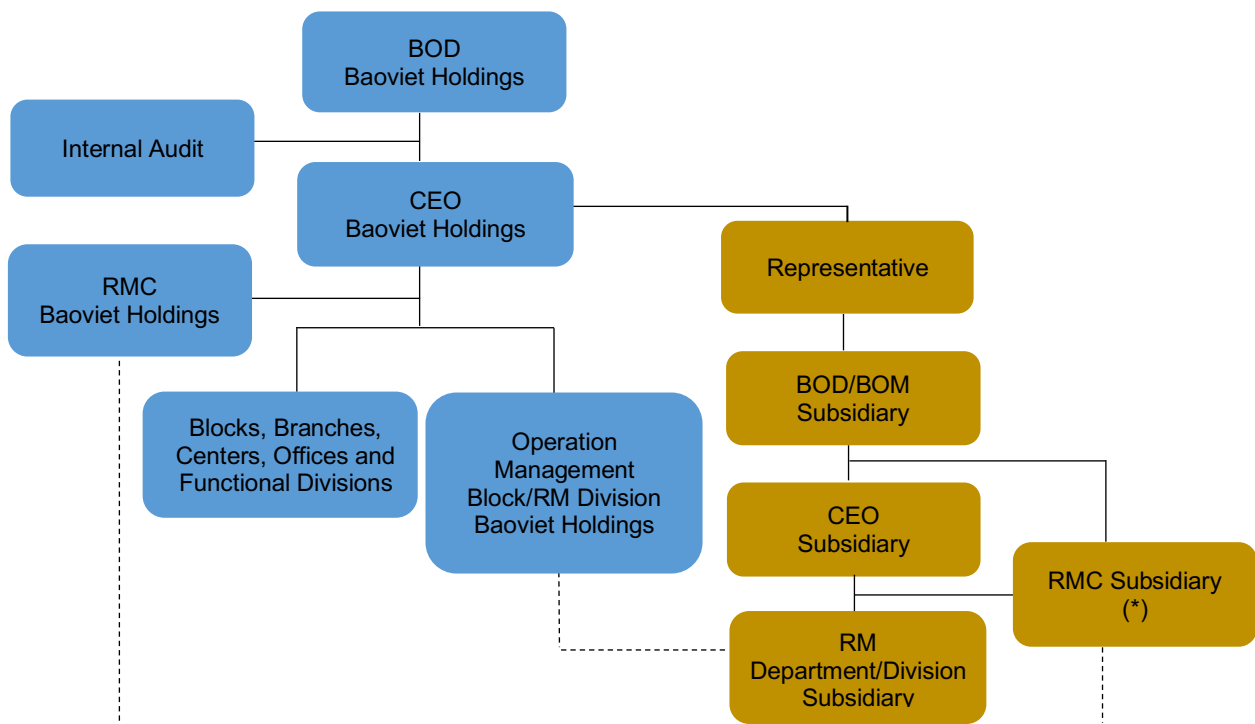 BOD
Baoviet Holdings
Internal Audit
CEO
Baoviet Holdings
Representative
RMC
Baoviet Holdings
BOD/BOM
Subsidiary
Blocks, Branches,
Centers, Offices and
Functional Divisions
Operation
Management
Block/RM Division
Baoviet Holdings
CEO
Subsidiary
RMC Subsidiary
(*)
RM
Department/Division
Subsidiary